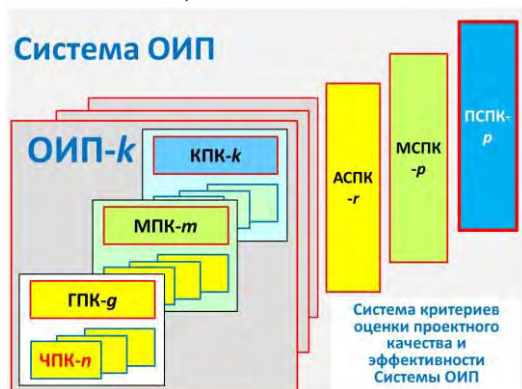 Система ОИП
ОИП-k
КПК-k
МПК-m
ГПК-g
ЧПК-n
АСПК
-r
МСПК
-p
ПСПК-
p
Система критериев
оценки проектного
качества и
эффективности
Системы ОИП